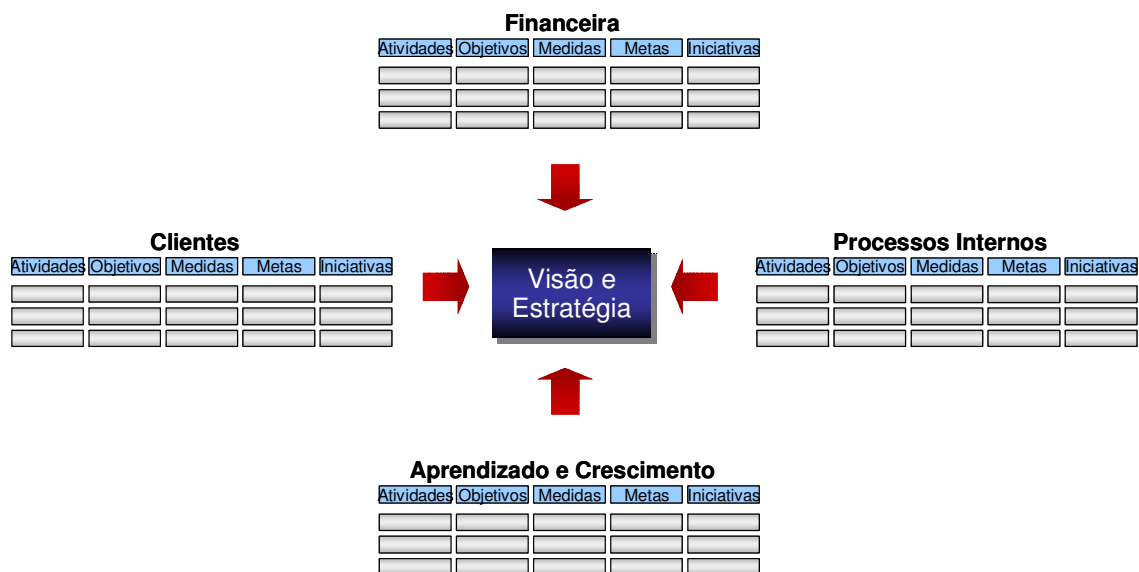 Financeira
Atividades Objetivos Medidas Metas Iniciativas
Clientes
Atividades Objetivos Medidas Metas Iniciativas
Visão e
Estratégia
Processos Internos
Atividades Objetivos Medidas Metas Iniciativas
Aprendizado e Crescimento
Atividades Objetivos Medidas Metas Iniciativas